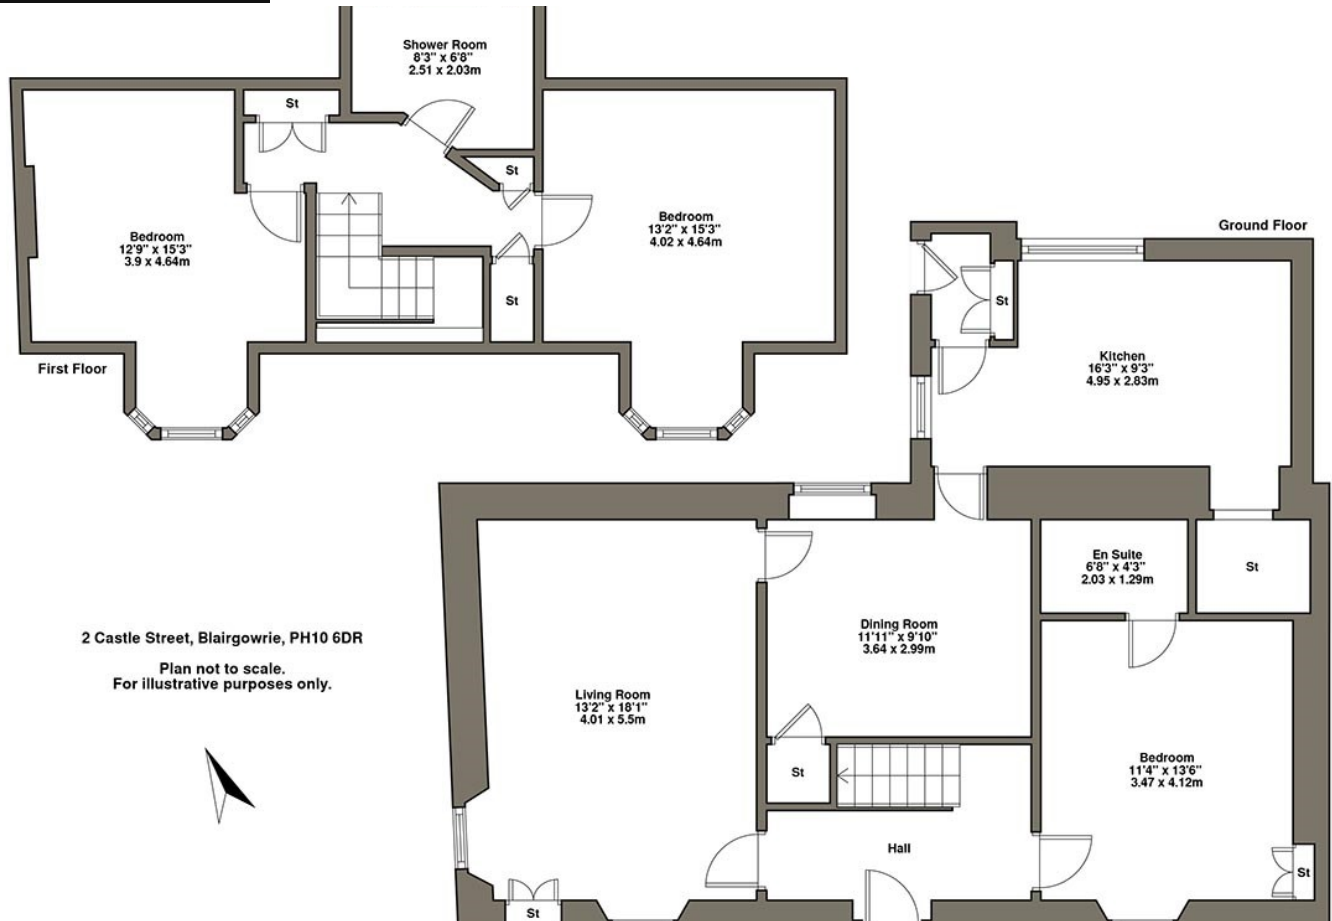 Shower Room
8'3" x 6'8"
2.51 x 2.03m
St
St
Bedroom
12'9" x 15'3"
3.9 x 4.64m
Bedroom
13'2" x 15'3"
4.02 x 4.64m
St
First Floor
Ground Floor
St
Kitchen
16'3" x 9'3"
4.95 x 2.83m
En Suite
6'8" x 4'3"
2.03 x 1.29m
St
2 Castle Street, Blairgowrie, PH10 6DR
Plan not to scale.
For illustrative purposes only.
Dining Room
11'11" x 9'10"
3.64 x 2.99m
Living Room
13'2" x 18'1"
4.01 x 5.5m
St
Bedroom
11'4" x 13'6"
3.47 x 4.12m
Hall
St
St